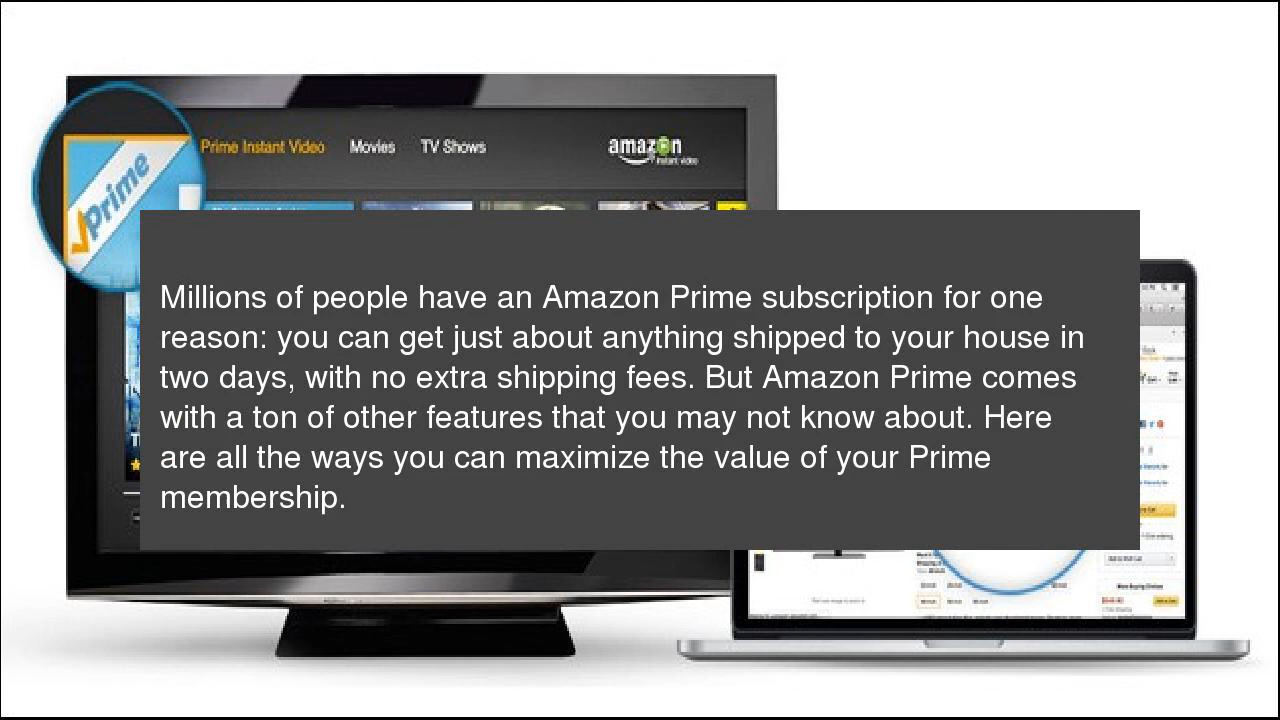 Prime Instant Video Movies TV Shows
amazon
instant video
Prime
Millions of people have an Amazon Prime subscription for one
reason: you can get just about anything shipped to your house in
two days, with no extra shipping fees. But Amazon Prime comes
with a ton of other features that you may not know about. Here
are all the ways you can maximize the value of your Prime
membership.